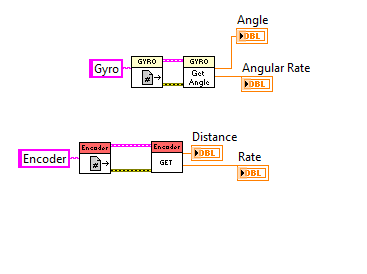 Angle
GYRO
GYRO
DBL
Gyro
#
Get
Angle
Angular Rate
DBL
Distance
Encoder
Encoder
DBL
Rate
Encoder
#
GET
DBL